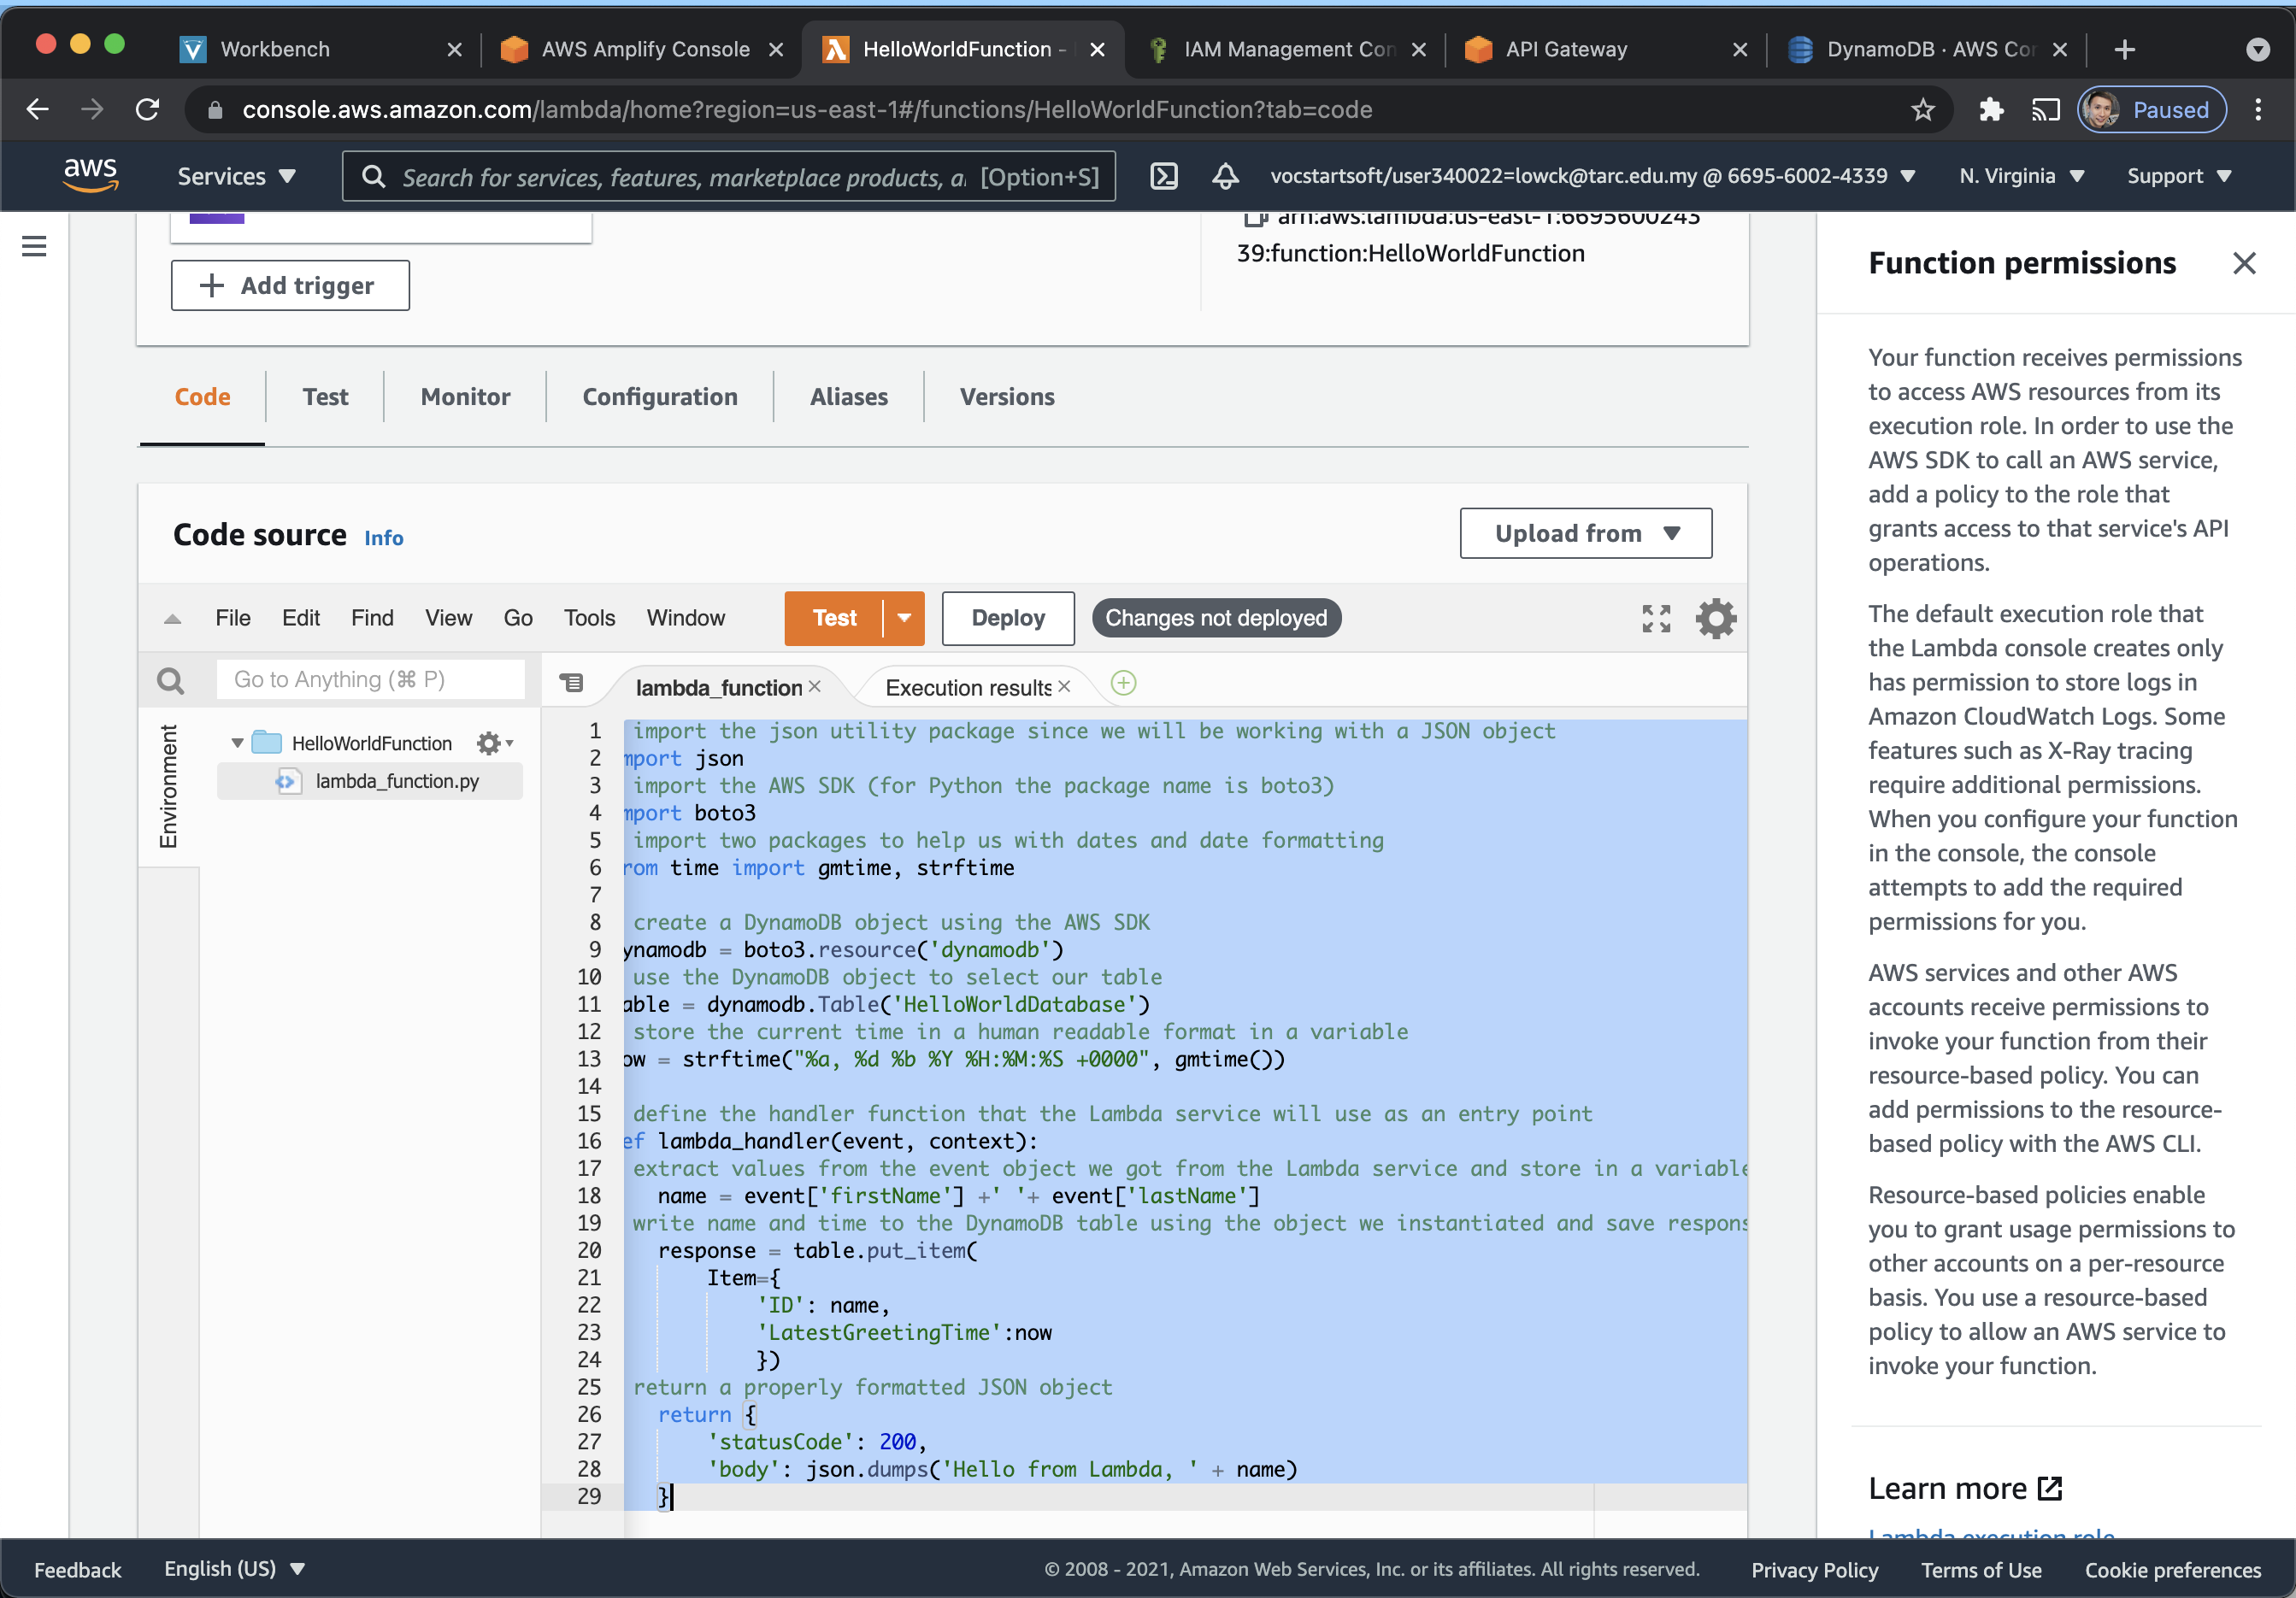 Workbench
AWS Amplify Console
HelloWorldFunction -
IAM Management Con
API Gateway
DynamoDB · AWS Con
console.aws.amazon.com/lambda/home?region=us-east-1#/functions/HelloWorldFunction?tab=code
Paused
aws
Services
Search for services, features, marketplace products, a
[Option+S]
vocstartsoft/user340022=lowck@tarc.edu.my @ 6695-6002-4339
N. Virginia
Support
arn:aws:lambda:us-east-1:6695600243
39:function:HelloWorldFunction
Add trigger
Code
Test
Monitor
Configuration
Aliases
Versions
Code source Info
Upload from
File Edit Find View Go Tools Window
Test
Deploy
Changes not deployed
Go to Anything (⌘ P)
lambda_function
Execution results
Environment
HelloWorldFunction
lambda_function.py
1 import the json utility package since we will be working with a JSON object
2 mport json
3 import the AWS SDK (for Python the package name is boto3)
4 mport boto3
5 import two packages to help us with dates and date formatting
6 rom time import gmtime, strftime
7
8 create a DynamoDB object using the AWS SDK
9 ynamodb = boto3.resource('dynamodb')
10 use the DynamoDB object to select our table
11 able = dynamodb.Table('HelloWorldDatabase')
12 store the current time in a human readable format in a variable
13 ow = strftime("%a, %d %b %Y %H:%M:%S +0000", gmtime())
14
15 define the handler function that the Lambda service will use as an entry point
16 ef lambda_handler(event, context):
17 extract values from the event object we got from the Lambda service and store in a variable
18 name = event['firstName'] +' '+ event['lastName']
19 write name and time to the DynamoDB table using the object we instantiated and save respons
20 response = table.put_item(
21 Item={
22 'ID': name,
23 'LatestGreetingTime':now
24 })
25 return a properly formatted JSON object
26 return {
27 'statusCode': 200,
28 'body': json.dumps('Hello from Lambda, ' + name)
29 }
Function permissions
Your function receives permissions
to access AWS resources from its
execution role. In order to use the
AWS SDK to call an AWS service,
add a policy to the role that
grants access to that service's API
operations.
The default execution role that
the Lambda console creates only
has permission to store logs in
Amazon CloudWatch Logs. Some
features such as X-Ray tracing
require additional permissions.
When you configure your function
in the console, the console
attempts to add the required
permissions for you.
AWS services and other AWS
accounts receive permissions to
invoke your function from their
resource-based policy. You can
add permissions to the resource-
based policy with the AWS CLI.
Resource-based policies enable
you to grant usage permissions to
other accounts on a per-resource
basis. You use a resource-based
policy to allow an AWS service to
invoke your function.
Learn more
Lambda execution role
Feedback
English (US)
© 2008 - 2021, Amazon Web Services, Inc. or its affiliates. All rights reserved.
Privacy Policy
Terms of Use
Cookie preferences